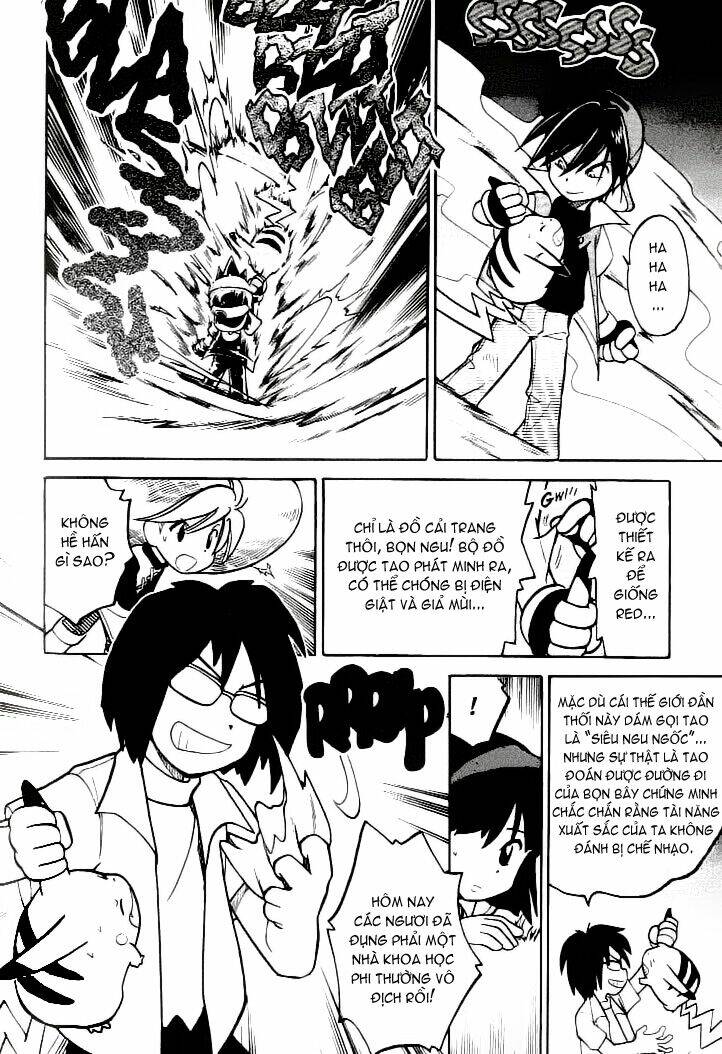 HA
HA
HA
...
KHÔNG
HỀ HẤN
GÌ SAO?
CHỈ LÀ ĐỒ CẢI TRANG
THÔI, BỌN NGU! BỘ ĐỒ
ĐƯỢC TAO PHÁT MINH RA,
CÓ THỂ CHỐNG BỊ ĐIỆN
GIẬT VÀ GIẢ MÙI...
GW!!!
ĐƯỢC
THIẾT
KẾ RA
ĐỂ
GIỐNG
RED...
HÔM NAY
CÁC NGƯƠI ĐÃ
ĐỤNG PHẢI MỘT
NHÀ KHOA HỌC
PHI THƯỜNG VÔ
ĐỊCH RỒI!
!
MẶC DÙ CÁI THẾ GIỚI ĐẦN
THỐI NÀY DÁM GỌI TAO
LÀ "SIÊU NGU NGỐC"...
NHƯNG SỰ THẬT LÀ TAO
ĐOÁN ĐƯỢC ĐƯỜNG ĐI
CỦA BỌN BÂY CHỨNG MINH
CHẮC CHẮN RẰNG TÀI NĂNG
XUẤT SẮC CỦA TA KHÔNG
ĐÁNH BỊ CHẾ NHẠO.